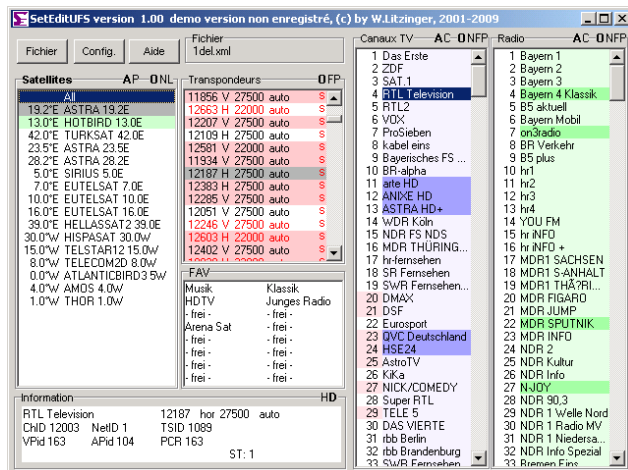 SetEditUFS version 1.00 demo version non enregistré, (c) by W.Litzinger, 2001-2009
Fichier Config. Aide
Fichier
1del.xml
Satellites AP-ONL
All
19.2°E ASTRA 19.2E
13.0°E HOTBIRD 13.0E
42.0°E TURKSAT 42.0E
23.5°E ASTRA 23.5E
28.2°E ASTRA 28.2E
5.0°E SIRIUS 5.0E
7.0°E EUTELSAT 7.0E
10.0°E EUTELSAT 10.0E
16.0°E EUTELSAT 16.0E
39.0°E HELLASSAT2 39.0E
30.0°W HISPASAT 30.0W
15.0°W TELSTAR12 15.0W
8.0°W TELECOM2D 8.0W
0.0°W ATLANTICBIRD3 5W
4.0°W AMOS 4.0W
1.0°W THOR 1.0W
Transpondeurs OFP
11856 V 27500 auto S
12663 H 22000 auto S
12207 V 27500 auto S
12109 H 27500 auto S
12581 V 22000 auto S
11934 V 27500 auto S
12187 H 27500 auto S
12383 H 27500 auto S
12285 V 27500 auto S
12051 V 27500 auto S
12246 V 27500 auto S
12603 H 22000 auto S
12402 V 27500 auto S
FAV
Musik Klassik
HDTV Junges Radio
- frei - - frei -
Arena Sat - frei -
- frei - - frei -
- frei - - frei -
- frei - - frei -
- frei - - frei -
Information HD-
RTL Television 12187 hor 27500 auto
ChID 12003 NetID 1 TSID 1089
VPid 163 APid 104 PCR 163
ST: 1
Canaux TV AC-ONFP
1 Das Erste
2 ZDF
3 SAT.1
4 RTL Television
5 RTL2
6 VOX
7 ProSieben
8 kabel eins
9 Bayerisches FS ...
10 BR-alpha
11 arte HD
12 ANIXE HD
13 ASTRA HD+
14 WDR Köln
15 NDR FS NDS
16 MDR THÜRING...
17 hr-fernsehen
18 SR Fernsehen
19 SWR Fernsehen...
20 DMAX
21 DSF
22 Eurosport
23 QVC Deutschland
24 HSE24
25 AstroTV
26 KiKa
27 NICK/COMEDY
28 Super RTL
29 TELE 5
30 DAS VIERTE
31 rbb Berlin
32 rbb Brandenburg
33 SWR Fernsehen
Radio AC-ONFP
1 Bayern 1
2 Bayern 2
3 Bayern 3
4 Bayern 4 Klassik
5 B5 aktuell
6 Bayern Mobil
7 on3radio
8 BR Verkehr
9 B5 plus
10 hr1
11 hr2
12 hr3
13 hr4
14 YOU FM
15 hr iNFO
16 hr iNFO +
17 MDR1 SACHSEN
18 MDR1 S-ANHALT
19 MDR1 THÃ?RI...
20 MDR FIGARO
21 MDR JUMP
22 MDR SPUTNIK
23 MDR INFO
24 NDR 2
25 NDR Kultur
26 NDR Info
27 N-JOY
28 NDR 90,3
29 NDR 1 Welle Nord
30 NDR 1 Radio MV
31 NDR 1 Niedersa...
32 NDR Info Spezial
33 Bremen Eins